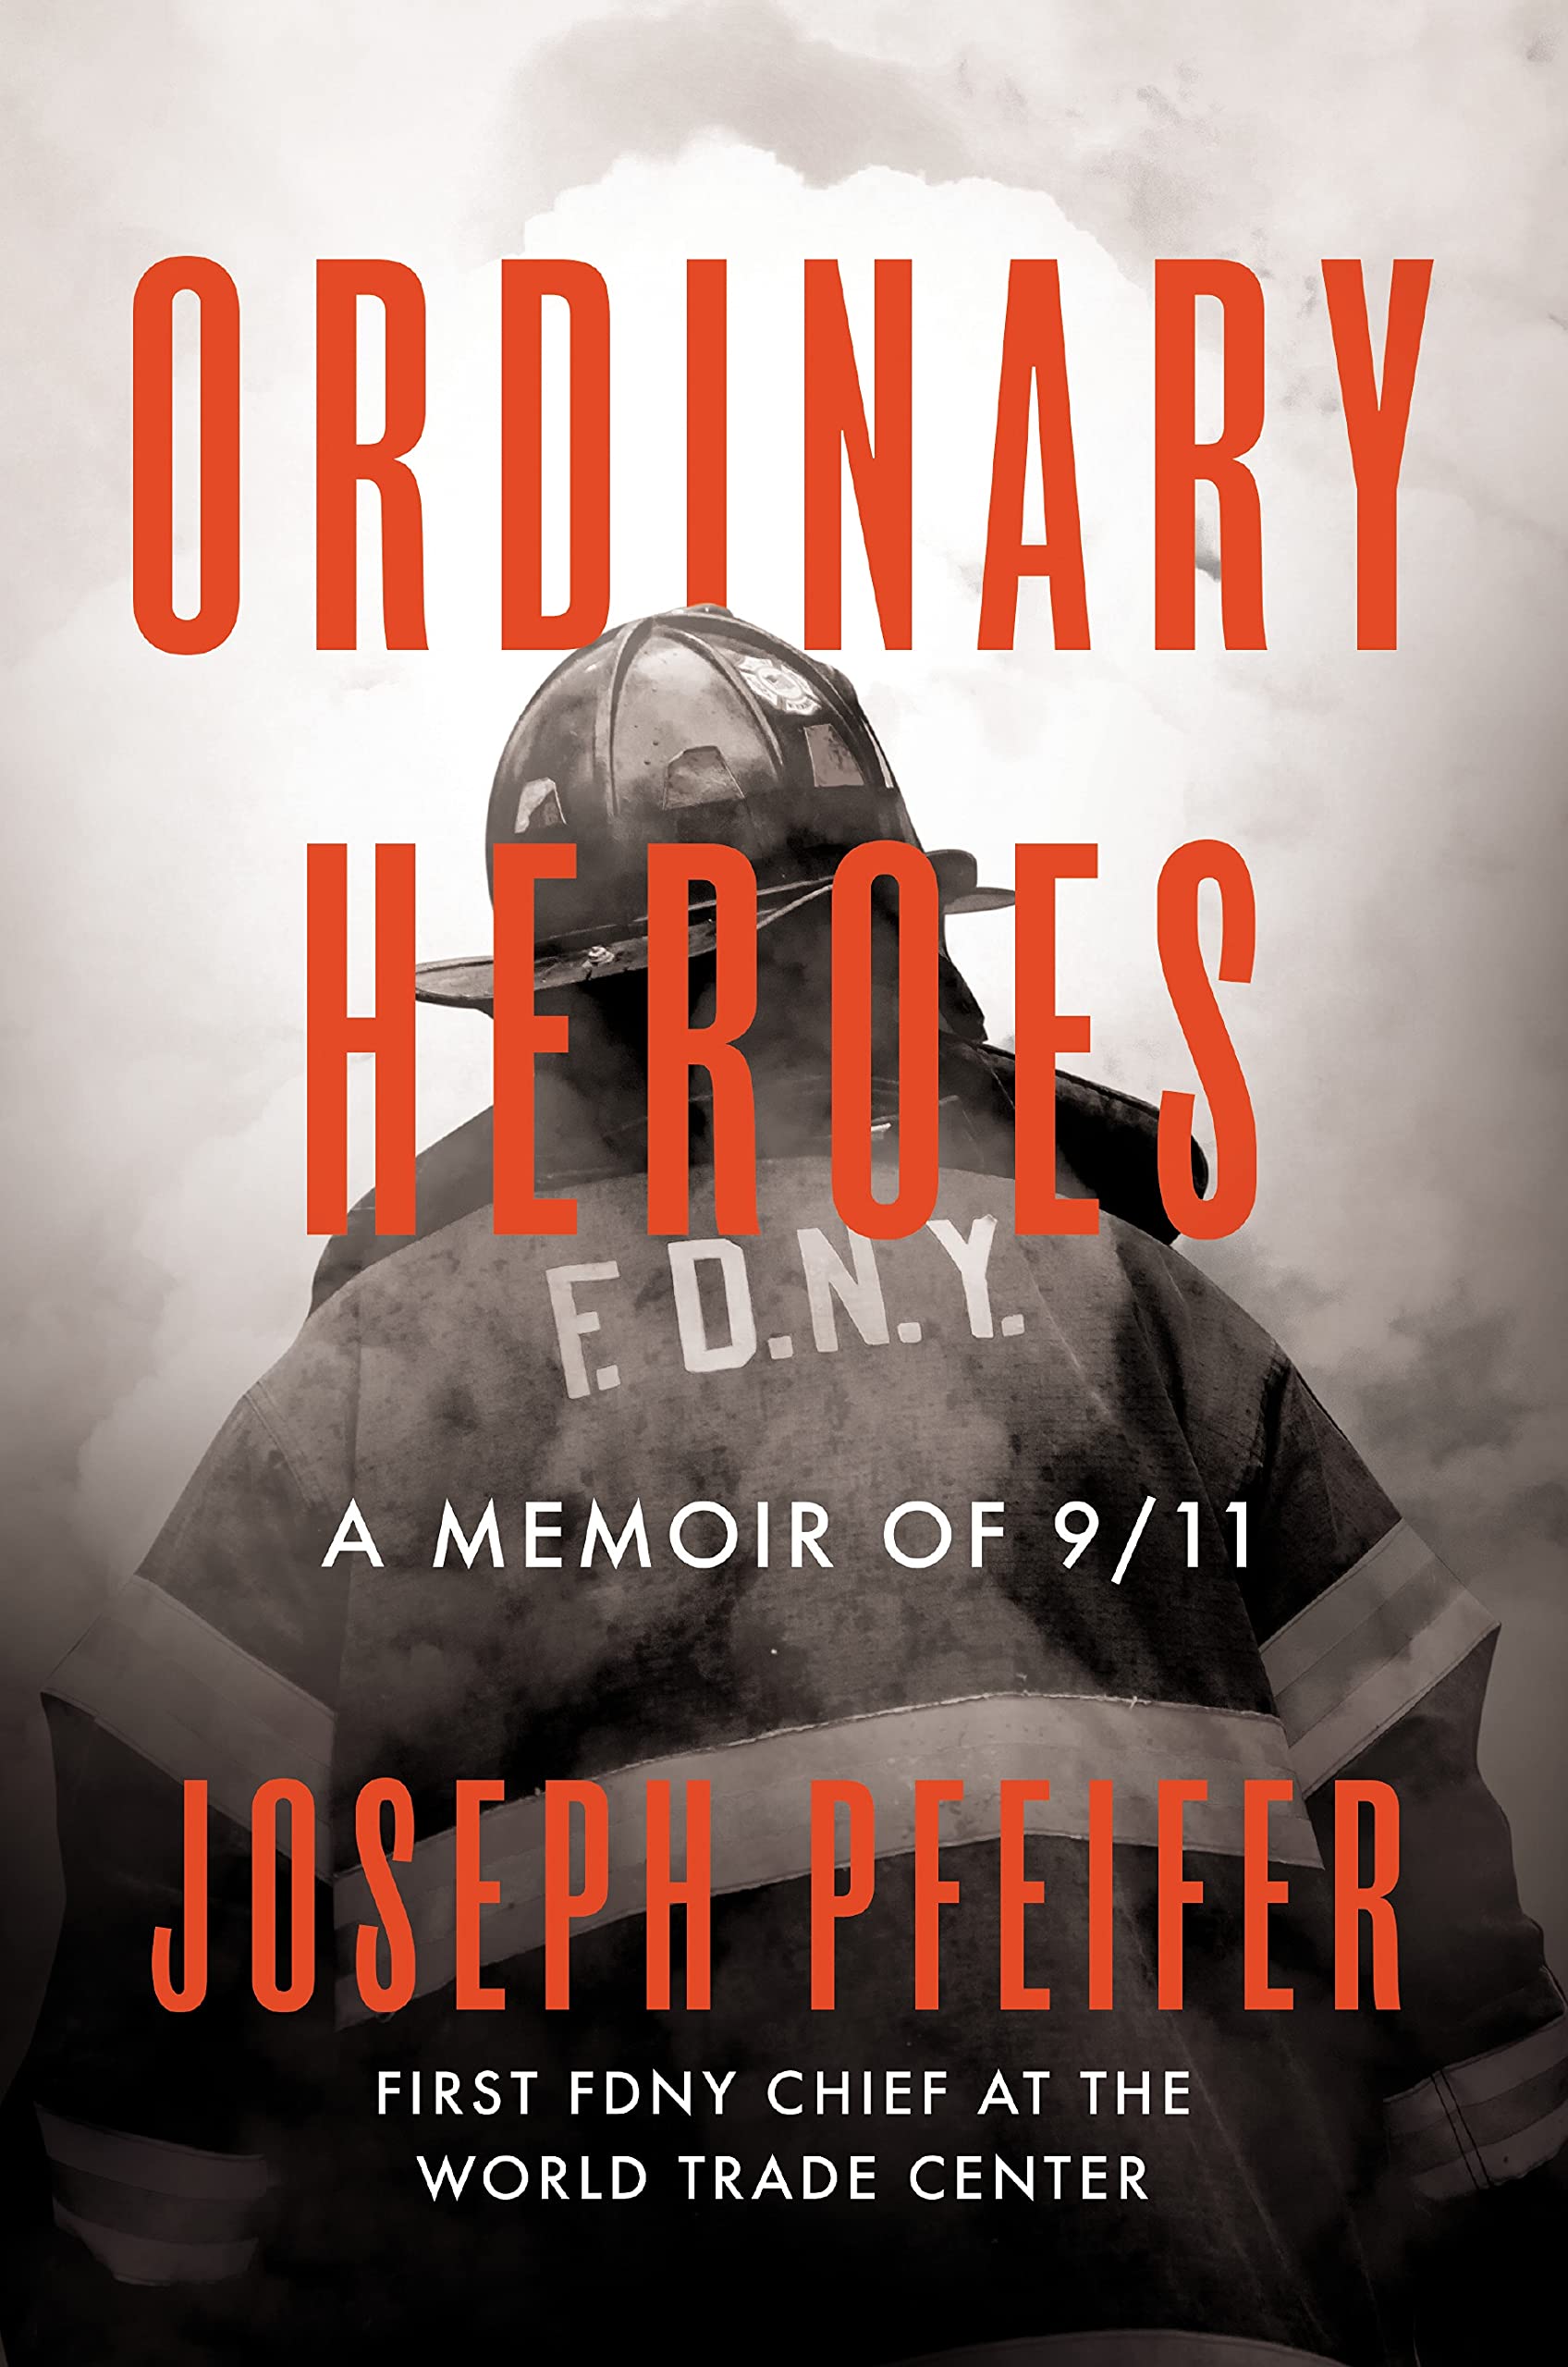 ORDINARY
HEROES
F.D.N.Y.
A MEMOIR OF 9/11
JOSEPH PFEIFER
FIRST FDNY CHIEF AT THE
WORLD TRADE CENTER